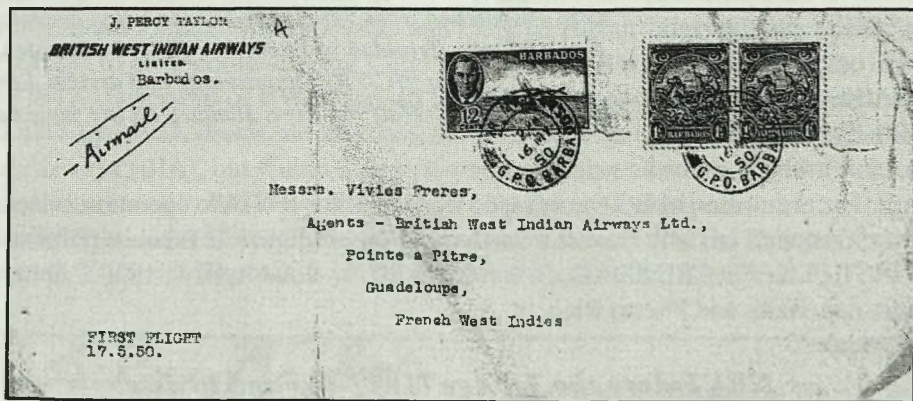 J. PERCY TAYLOR
A
BRITISH WEST INDIAN AIRWAYS
LIMITED.
Barbados.
Airmail
BARBADOS
12
BARBADOS
BARBADOS
16 MY
50
G.P.O. BARBA
16
50
G.P.O. BARBA
Messrs. Vivies Freres,
Agents - British West Indian Airways Ltd.,
Pointe a Pitre,
Guadeloupe,
French West Indies
FIRST FLIGHT
17.5.50.